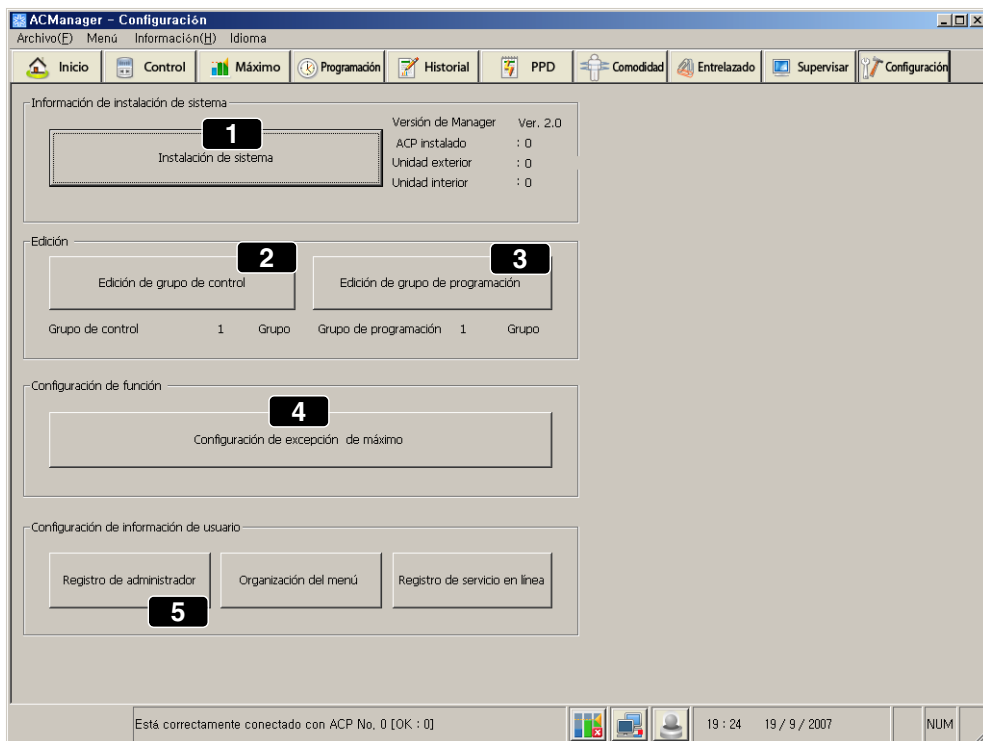 ACManager - Configuración
Archivo(F) Menú Información(H) Idioma
Inicio Control Máximo Programación Historial PPD Comodidad Entrelazado Supervisar Configuración
Información de instalación de sistema
1
Instalación de sistema
Versión de Manager Ver. 2.0
ACP instalado : 0
Unidad exterior : 0
Unidad interior : 0
Edición
2
Edición de grupo de control
3
Edición de grupo de programación
Grupo de control 1 Grupo Grupo de programación 1 Grupo
Configuración de función
4
Configuración de excepción de máximo
Configuración de información de usuario
Registro de administrador Organización del menú Registro de servicio en línea
5
Está correctamente conectado con ACP No, 0 [OK : 0] 19 : 24 19 / 9 / 2007 NUM